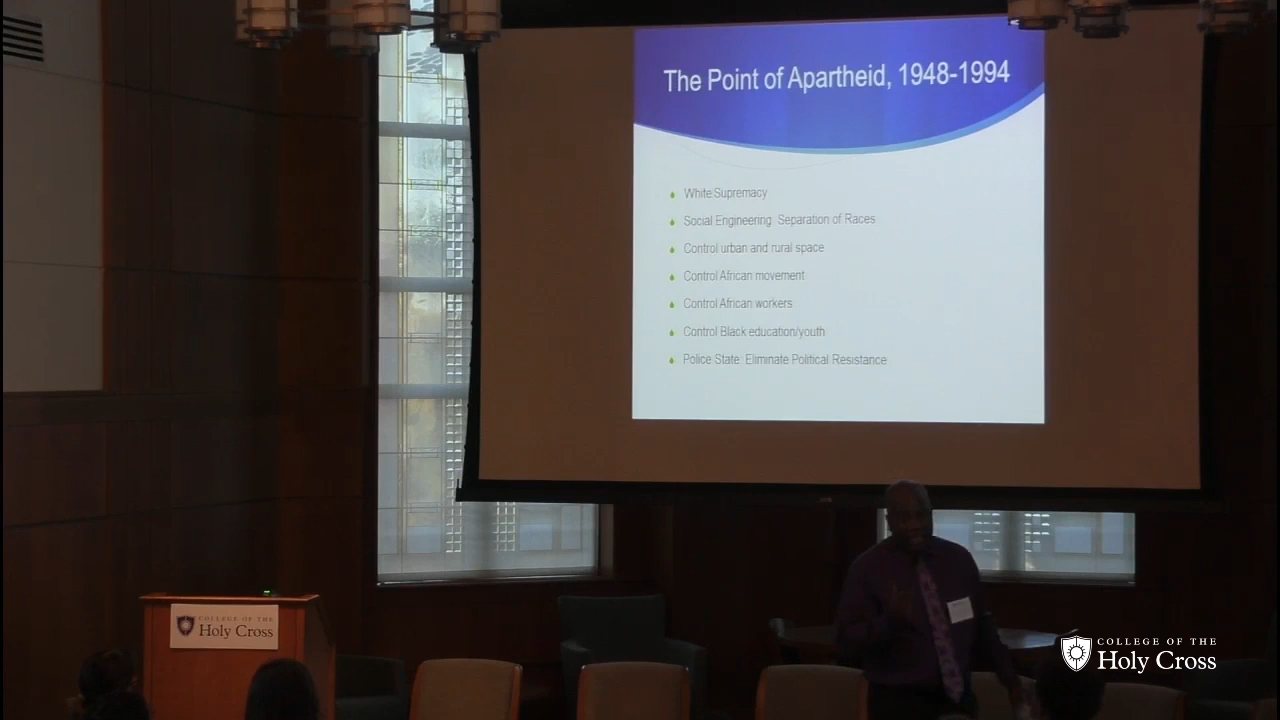 The Point of Apartheid, 1948-1994
White Supremacy
Social Engineering Separation of Races
Control urban and rural space
Control African movement
Control African workers
Control Black education/youth
Police State: Eliminate Political Resistance
COLLEGE OF THE
Holy Cross
COLLEGE OF THE
Holy Cross